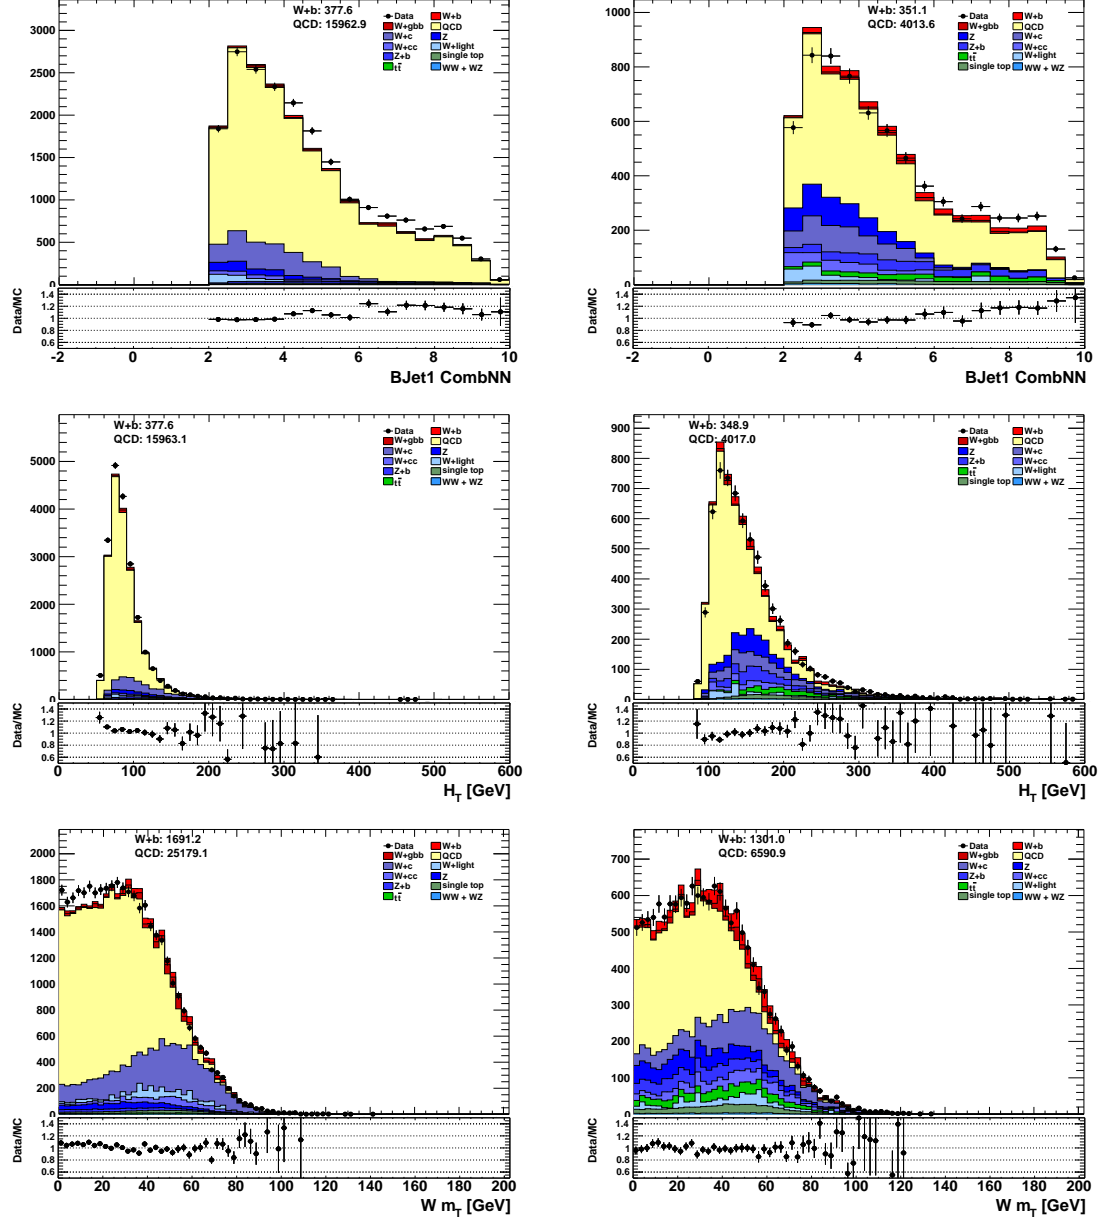 W+b: 377.6
QCD: 15962.9
Data W+b
W+gbb QCD
W+c Z
W+cc W+light
Z+b single top
tt̄ WW + WZ
3000
2500
2000
1500
1000
500
0
Data/MC
1.4
1.2
1
0.8
0.6
-2 0 2 4 6 8 10
BJet1 CombNN
W+b: 351.1
QCD: 4013.6
Data W+b
W+gbb QCD
Z W+c
W+light W+cc
tt̄ Z+b
single top WW + WZ
1000
800
600
400
200
0
Data/MC
1.4
1.2
1
0.8
0.6
-2 0 2 4 6 8 10
BJet1 CombNN
W+b: 377.6
QCD: 15963.1
Data W+b
W+gbb QCD
W+c Z
W+cc W+light
Z+b single top
tt̄ WW + WZ
5000
4000
3000
2000
1000
0
Data/MC
1.4
1.2
1
0.8
0.6
0 100 200 300 400 500 600
H_T [GeV]
W+b: 348.9
QCD: 4017.0
Data W+b
W+gbb QCD
Z W+c
Z+b W+cc
tt̄ W+light
single top WW + WZ
900
800
700
600
500
400
300
200
100
0
Data/MC
1.4
1.2
1
0.8
0.6
0 100 200 300 400 500 600
H_T [GeV]
W+b: 1691.2
QCD: 25179.1
Data W+b
W+gbb QCD
W+c W+light
W+cc Z
Z+b single top
tt̄ WW + WZ
2000
1800
1600
1400
1200
1000
800
600
400
200
0
Data/MC
1.4
1.2
1
0.8
0.6
0 20 40 60 80 100 120 140 160 180 200
W m_T [GeV]
W+b: 1301.0
QCD: 6590.9
Data W+b
W+gbb QCD
W+c Z
Z+b W+cc
tt̄ W+light
single top WW + WZ
700
600
500
400
300
200
100
0
Data/MC
1.4
1.2
1
0.8
0.6
0 20 40 60 80 100 120 140 160 180 200
W m_T [GeV]